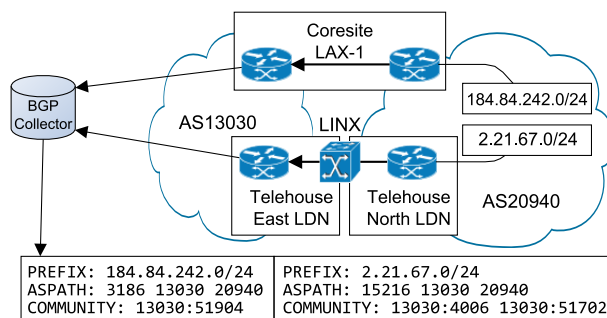 Coresite
LAX-1
BGP
Collector
184.84.242.0/24
AS13030
LINX
2.21.67.0/24
Telehouse
East LDN
Telehouse
North LDN
AS20940
PREFIX: 184.84.242.0/24
ASPATH: 3186 13030 20940
COMMUNITY: 13030:51904
PREFIX: 2.21.67.0/24
ASPATH: 15216 13030 20940
COMMUNITY: 13030:4006 13030:51702